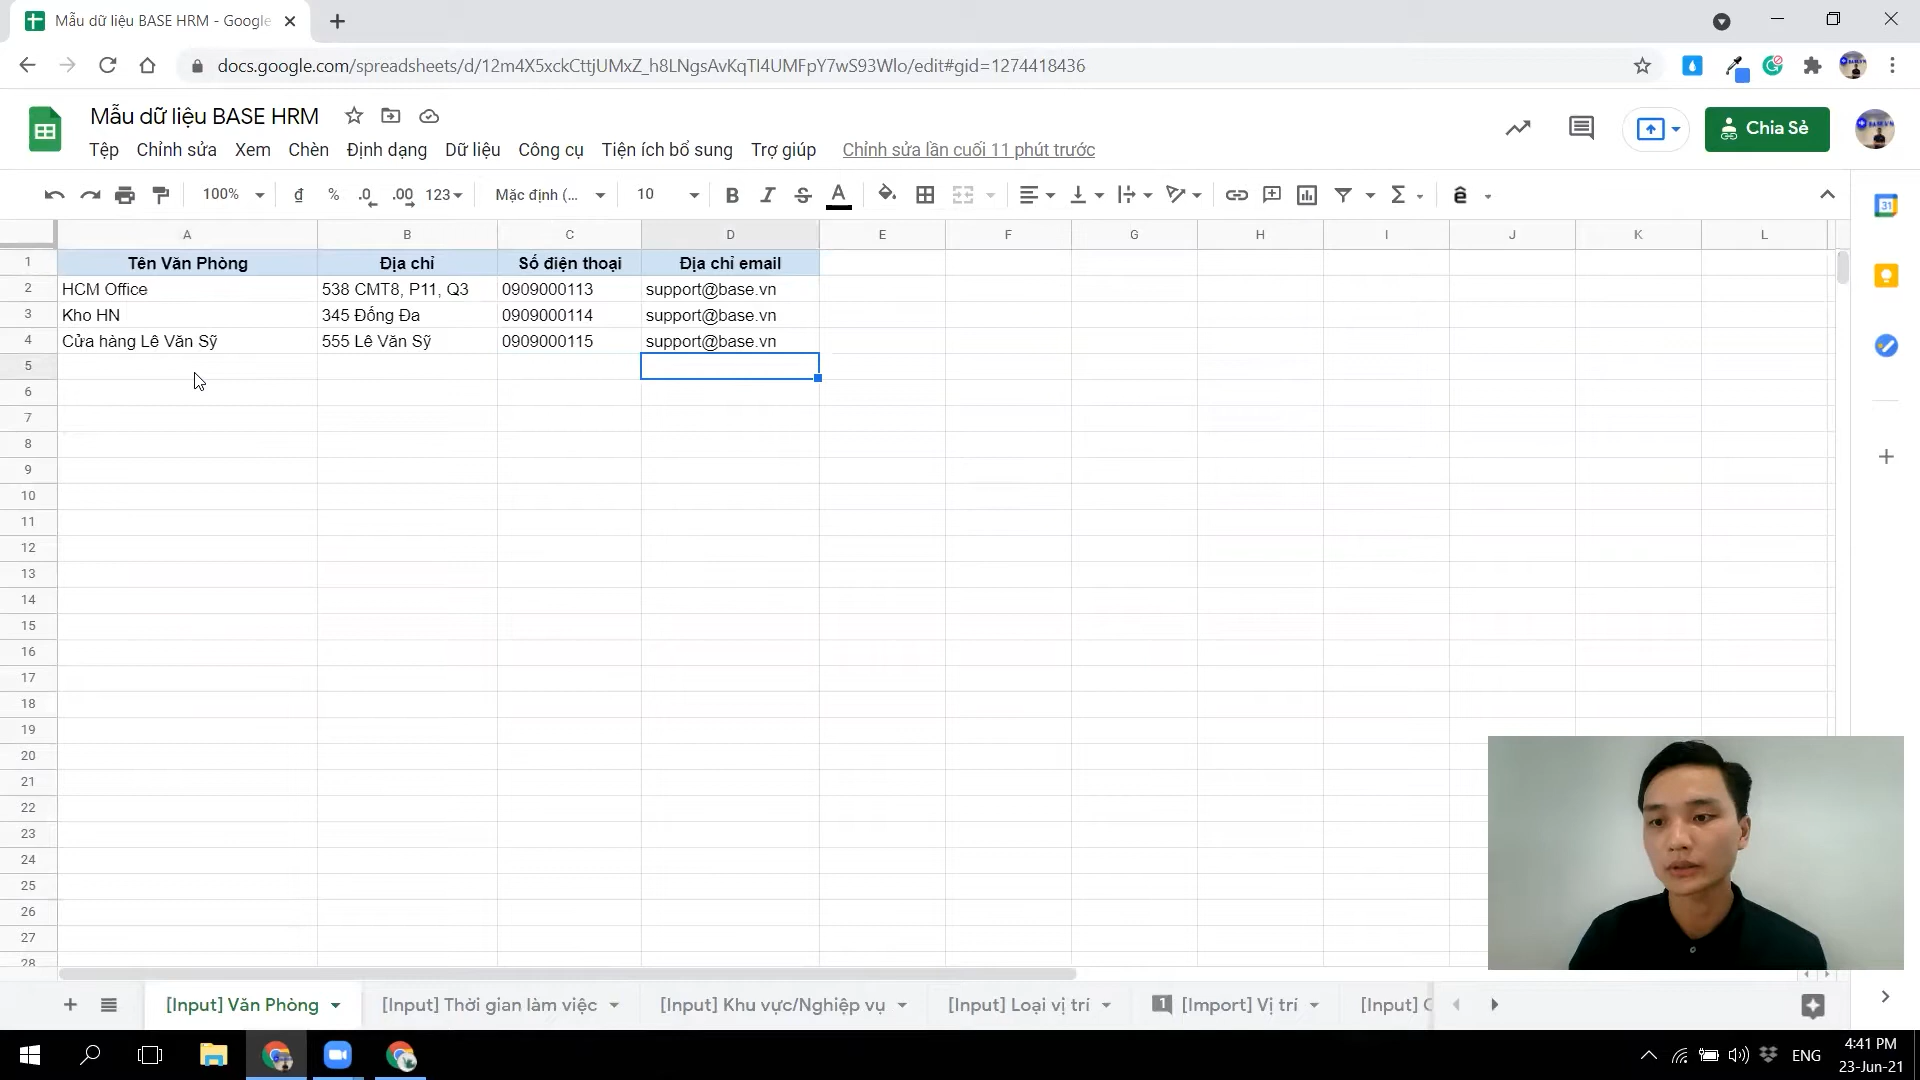 Mẫu dữ liệu BASE HRM - Google
docs.google.com/spreadsheets/d/12m4X5xckCttjUMxZ_h8LNgsAvKqTI4UMFpY7wS93Wlo/edit#gid=1274418436
Mẫu dữ liệu BASE HRM
Chia Sẻ
Tệp Chỉnh sửa Xem Chèn Định dạng Dữ liệu Công cụ Tiện ích bổ sung Trợ giúp Chỉnh sửa lần cuối 11 phút trước
100% đ % .0 .00 123 Mặc định (... 10 B I S A Σ ê
31
A B C D E F G H I J K L
1 Tên Văn Phòng Địa chỉ Số điện thoại Địa chỉ email
2 HCM Office 538 CMT8, P11, Q3 0909000113 support@base.vn
3 Kho HN 345 Đống Đa 0909000114 support@base.vn
4 Cửa hàng Lê Văn Sỹ 555 Lê Văn Sỹ 0909000115 support@base.vn
5
6
7
8
9
10
11
12
13
14
15
16
17
18
19
20
21
22
23
24
25
26
27
28
[Input] Văn Phòng [Input] Thời gian làm việc [Input] Khu vực/Nghiệp vụ [Input] Loại vị trí 1 [Import] Vị trí [Input] C
ENG
4:41 PM
23-Jun-21